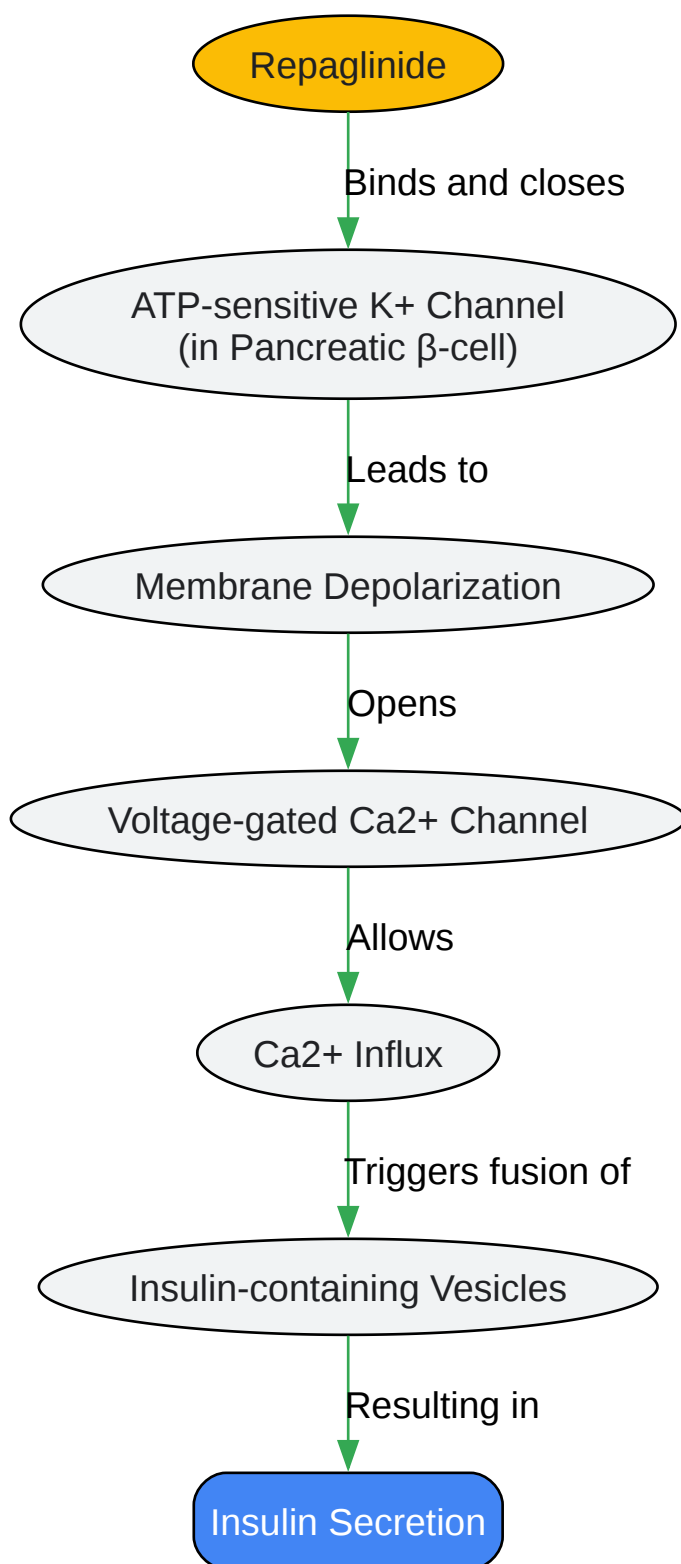 Repaglinide
Binds and closes
ATP-sensitive K+ Channel
(in Pancreatic β-cell)
Leads to
Membrane Depolarization
Opens
Voltage-gated Ca2+ Channel
Allows
Ca2+ Influx
Triggers fusion of
Insulin-containing Vesicles
Resulting in
Insulin Secretion